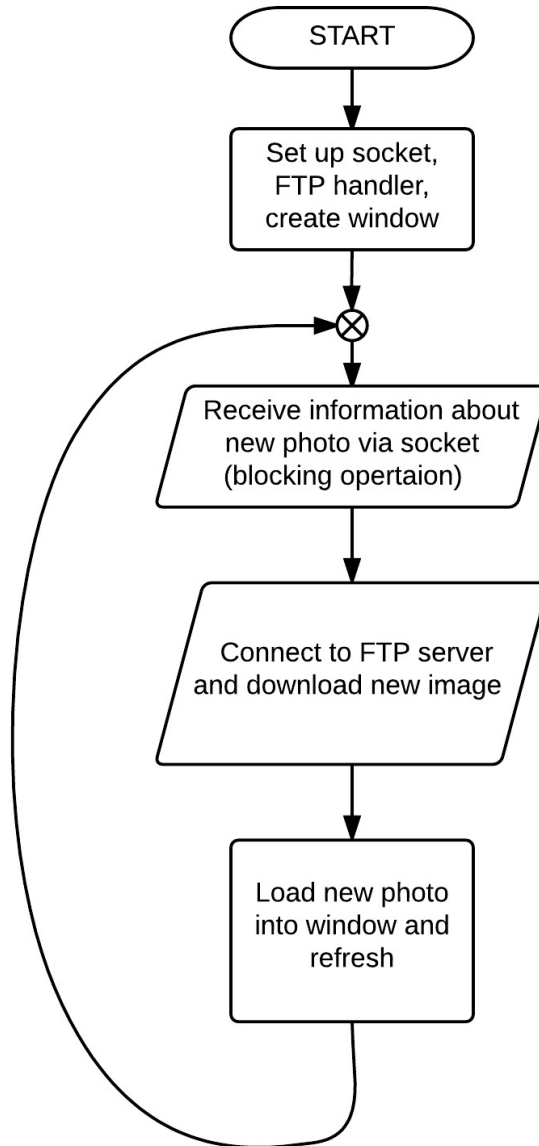 START
Set up socket,
FTP handler,
create window
Receive information about
new photo via socket
(blocking opertaion)
Connect to FTP server
and download new image
Load new photo
into window and
refresh